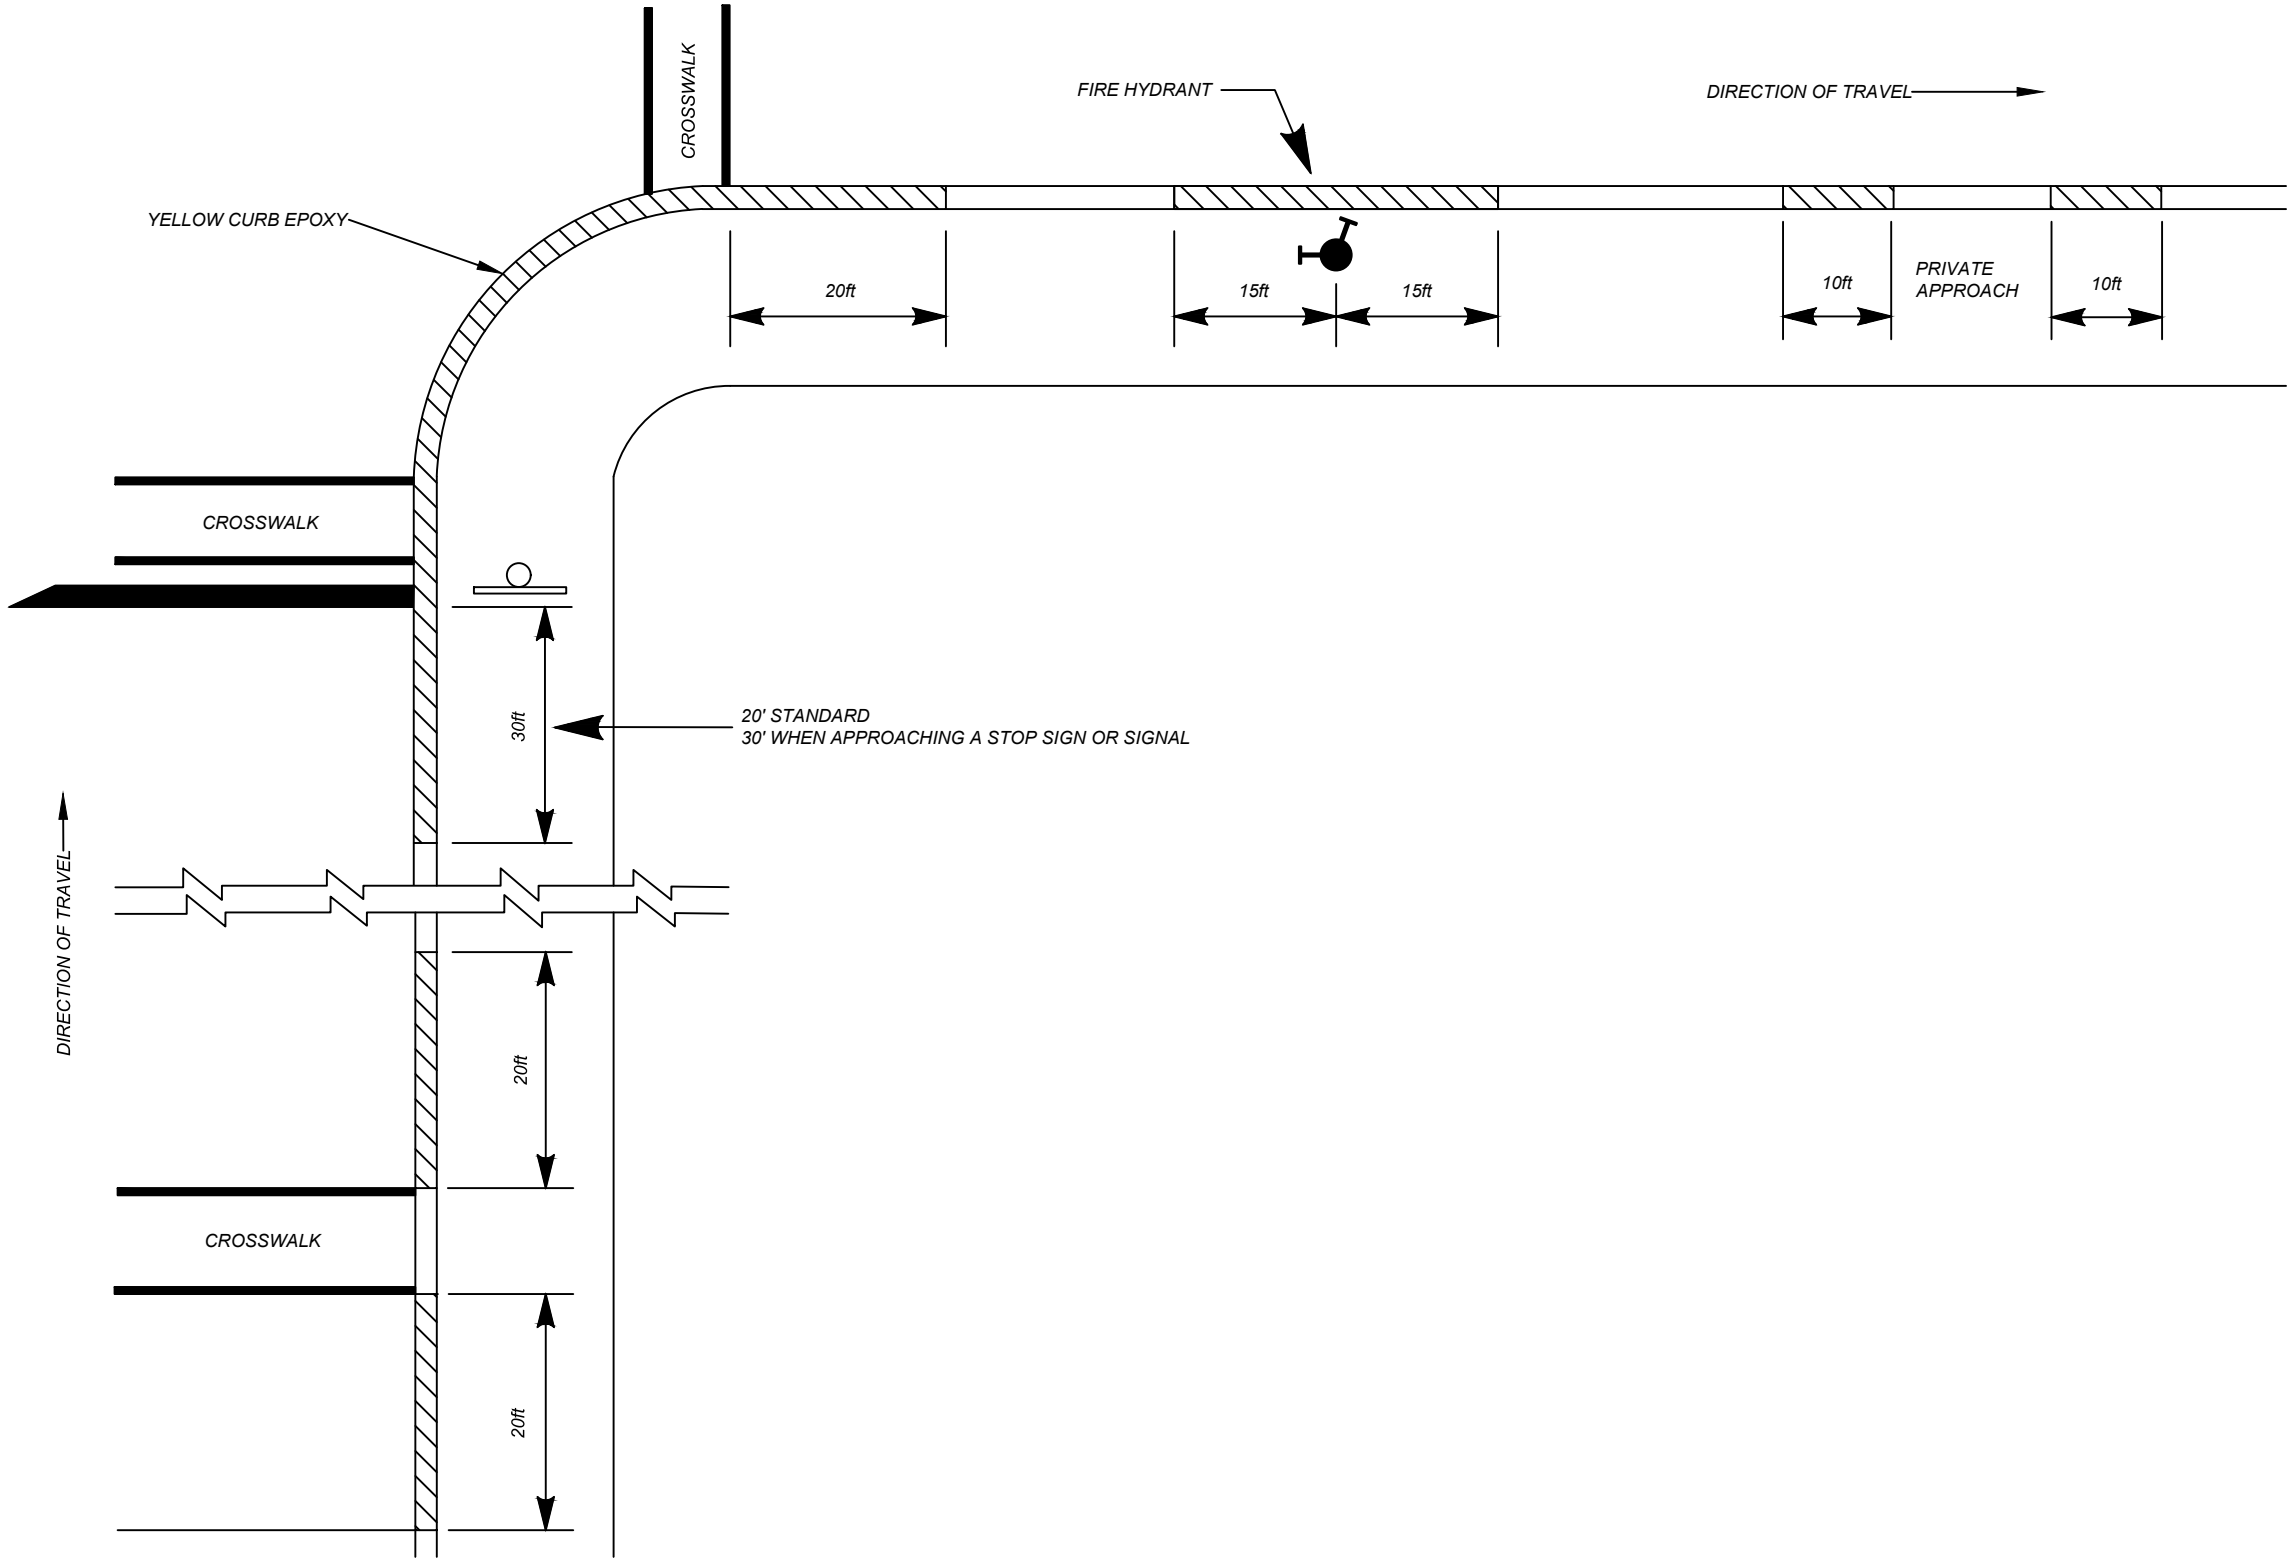 CROSSWALK
FIRE HYDRANT
DIRECTION OF TRAVEL
YELLOW CURB EPOXY
20ft
15ft
15ft
10ft
PRIVATE
APPROACH
10ft
CROSSWALK
30ft
20' STANDARD
30' WHEN APPROACHING A STOP SIGN OR SIGNAL
DIRECTION OF TRAVEL
20ft
CROSSWALK
20ft